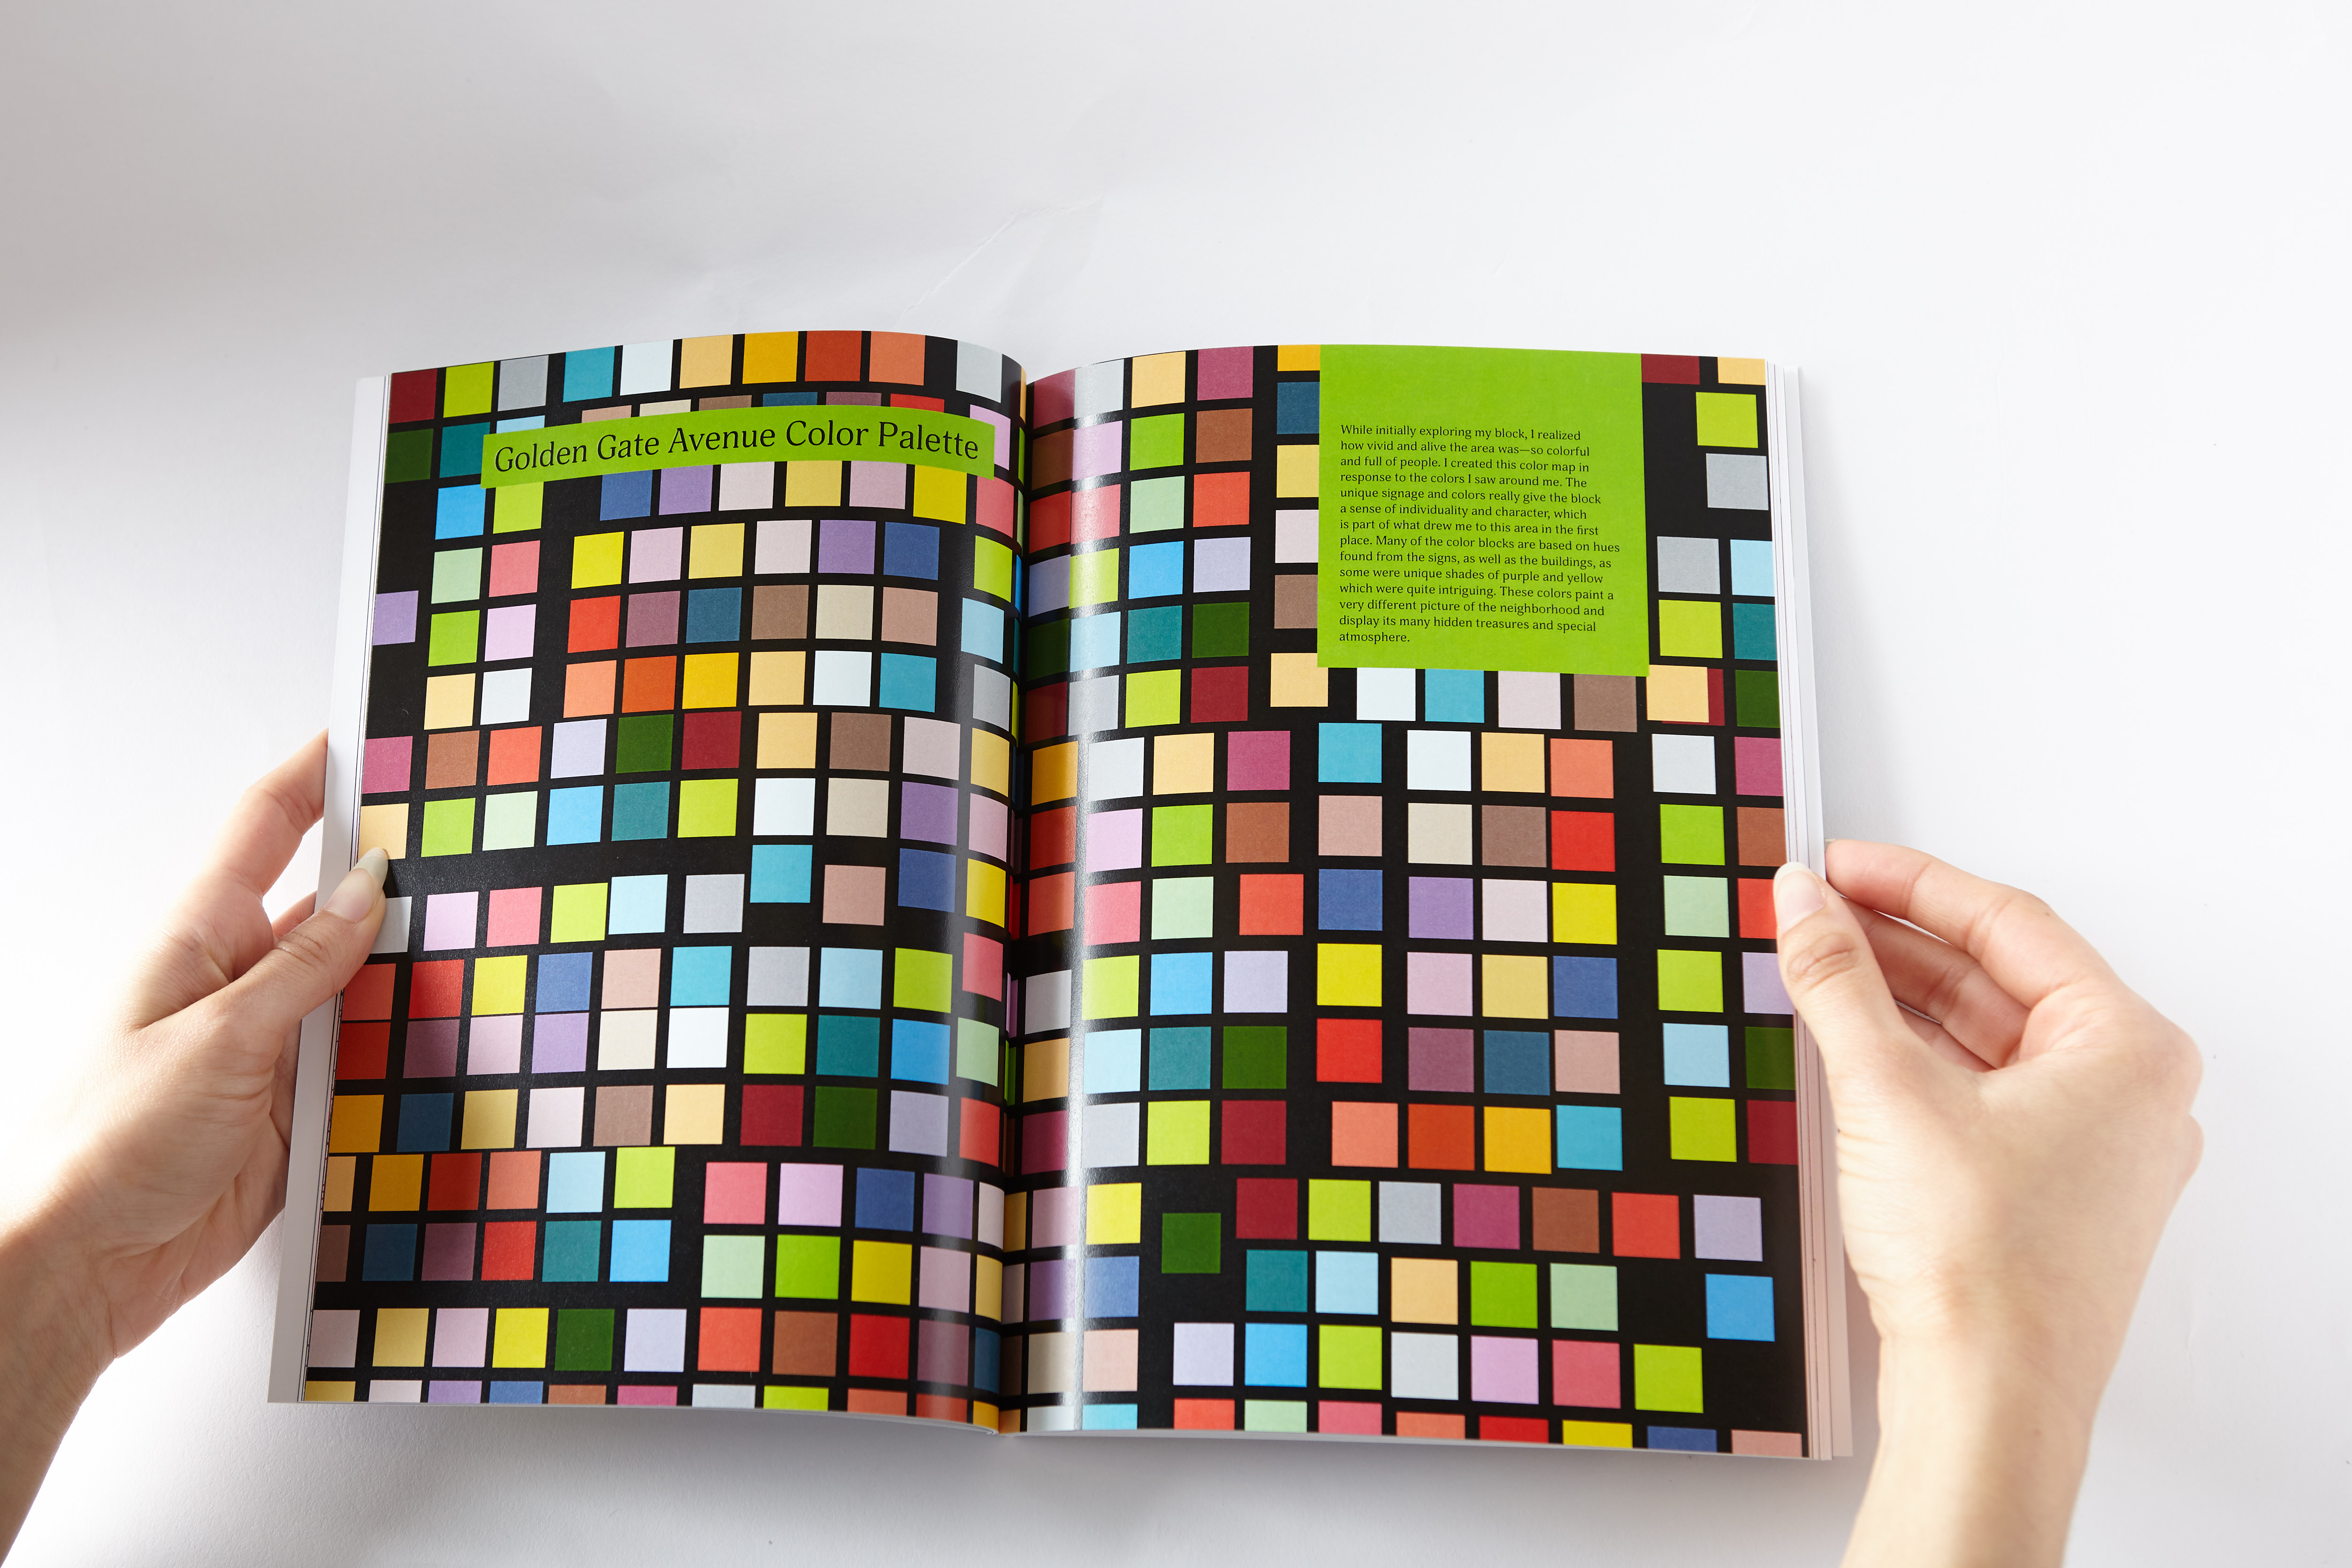 Golden Gate Avenue Color Palette
While initially exploring my block, I realized
how vivid and alive the area was—so colorful
and full of people. I created this color map in
response to the colors I saw around me. The
unique signage and colors really give the block
a sense of individuality and character, which
is part of what drew me to this area in the first
place. Many of the color blocks are based on hues
found from the signs, as well as the buildings, as
some were unique shades of purple and yellow
which were quite intriguing. These colors paint a
very different picture of the neighborhood and
display its many hidden treasures and special
atmosphere.